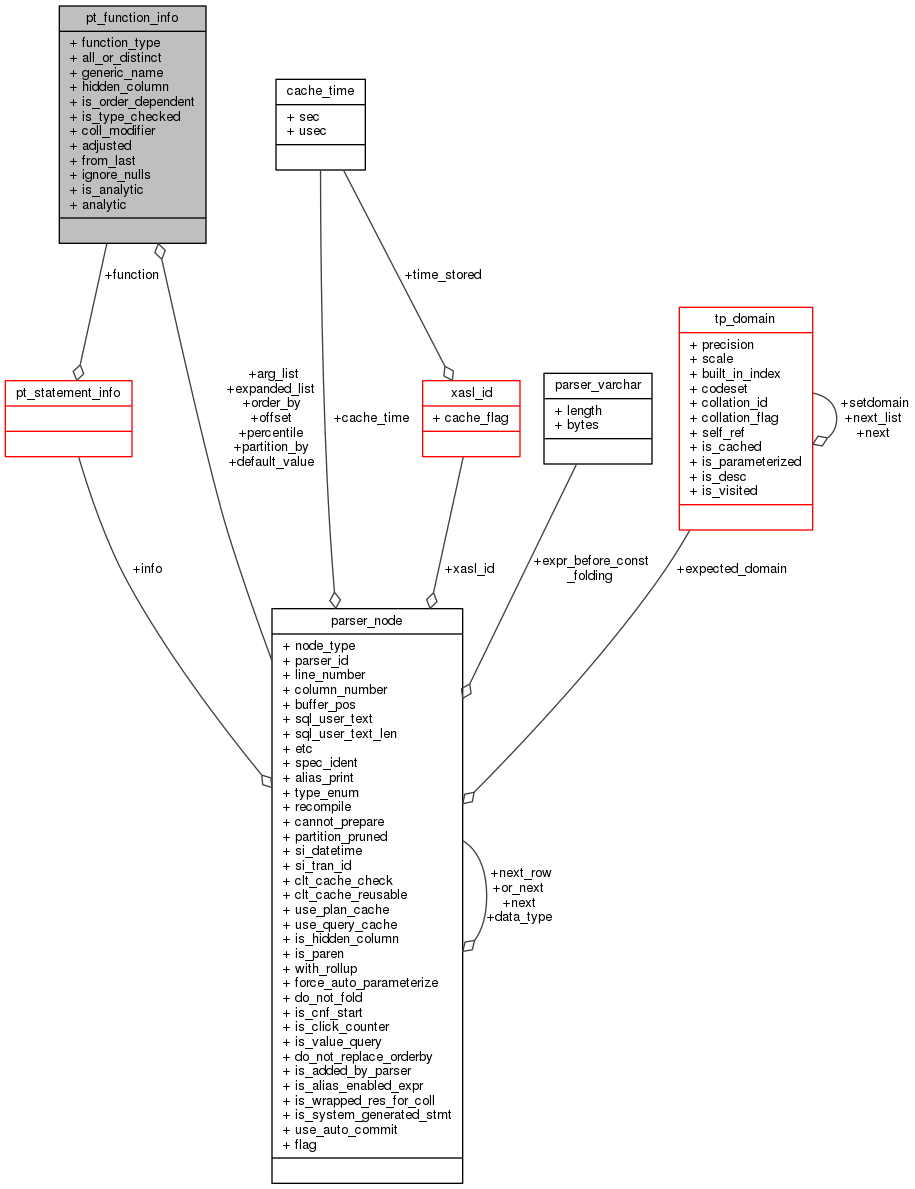 pt_function_info
+ function_type
+ all_or_distinct
+ generic_name
+ hidden_column
+ is_order_dependent
+ is_type_checked
+ coll_modifier
+ adjusted
+ from_last
+ ignore_nulls
+ is_analytic
+ analytic
cache_time
+ sec
+ usec
+function
+time_stored
tp_domain
+ precision
+ scale
+ built_in_index
+ codeset
+ collation_id
+ collation_flag
+ self_ref
+ is_cached
+ is_parameterized
+ is_desc
+ is_visited
+setdomain
+next_list
+next
pt_statement_info
+arg_list
+expanded_list
+order_by
+offset
+percentile
+partition_by
+default_value
+cache_time
xasl_id
+ cache_flag
parser_varchar
+ length
+ bytes
+info
+xasl_id
+expr_before_const
_folding
+expected_domain
parser_node
+ node_type
+ parser_id
+ line_number
+ column_number
+ buffer_pos
+ sql_user_text
+ sql_user_text_len
+ etc
+ spec_ident
+ alias_print
+ type_enum
+ recompile
+ cannot_prepare
+ partition_pruned
+ si_datetime
+ si_tran_id
+ clt_cache_check
+ clt_cache_reusable
+ use_plan_cache
+ use_query_cache
+ is_hidden_column
+ is_paren
+ with_rollup
+ force_auto_parameterize
+ do_not_fold
+ is_cnf_start
+ is_click_counter
+ is_value_query
+ do_not_replace_orderby
+ is_added_by_parser
+ is_alias_enabled_expr
+ is_wrapped_res_for_coll
+ is_system_generated_stmt
+ use_auto_commit
+ flag
+next_row
+or_next
+next
+data_type